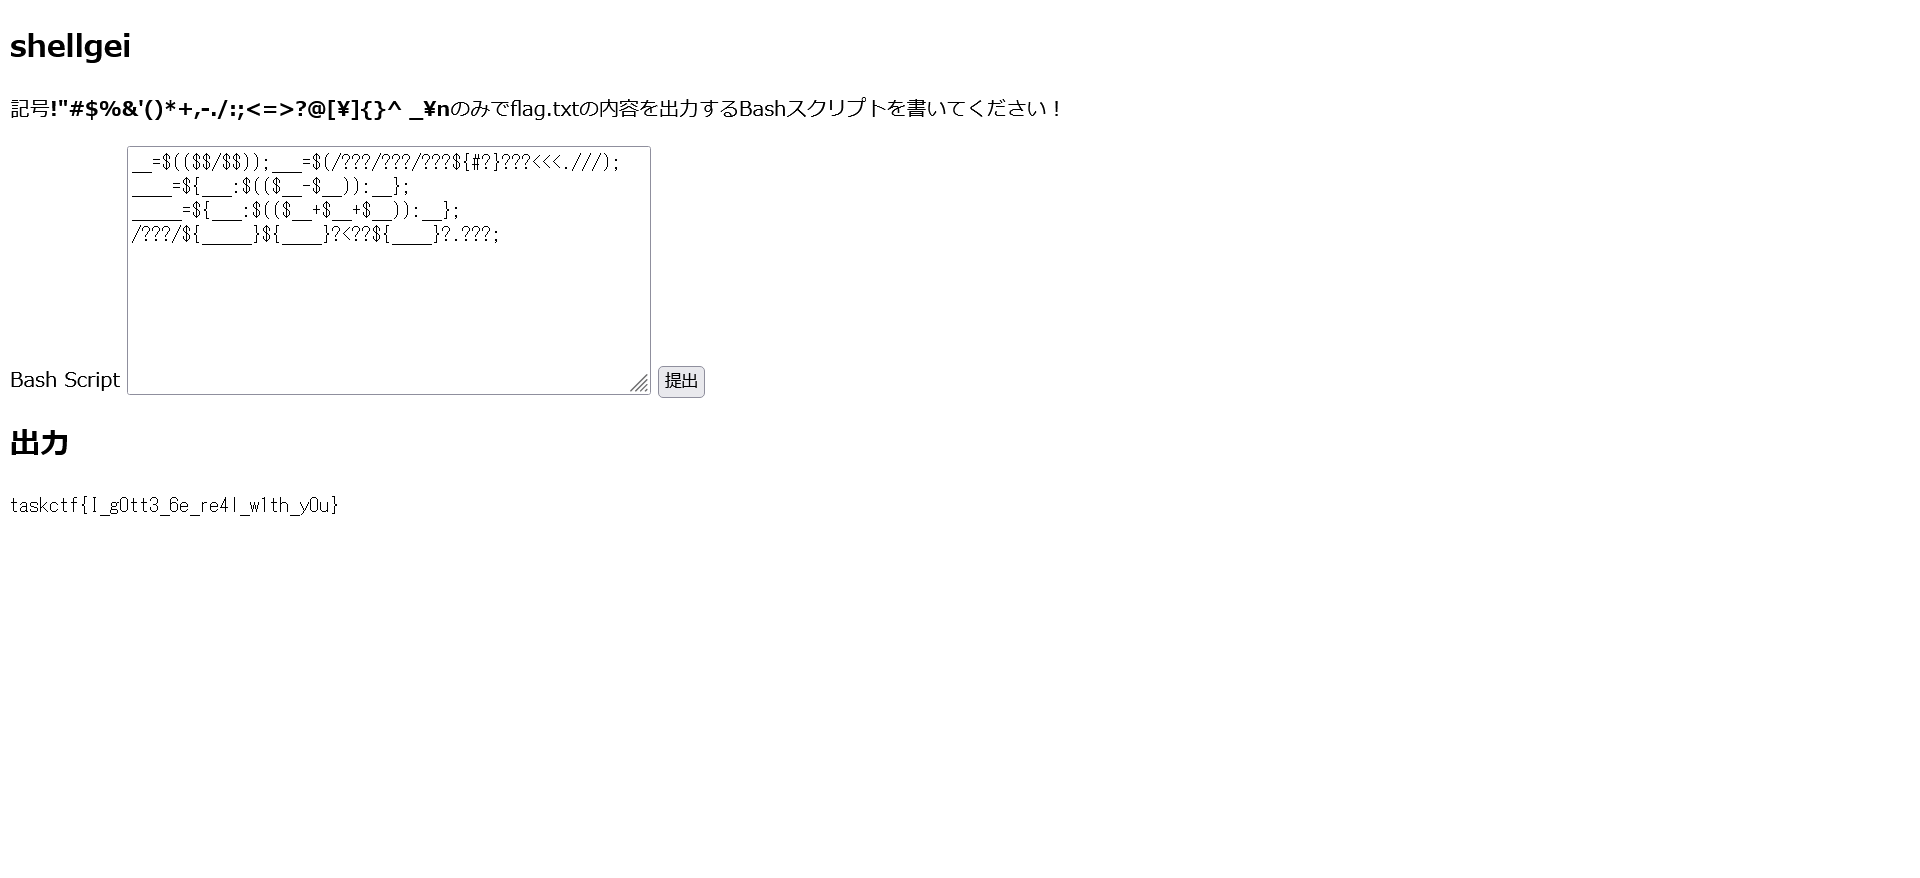 shellgei
記号!"#$%&'()*+,-./:;<=>?@[¥]{}^ _¥nのみでflag.txtの内容を出力するBashスクリプトを書いてください！
__=$(($$/$$));___=$(/???/???/???${#?}???<<<.///);
____=${___:$(($__-$__)):__};
_____=${___:$(($__+$__+$__)):__};
/???/${_____}${____}?<??${____}?.???;
Bash Script 提出
出力
taskctf{I_g0tt3_6e_re4l_w1th_y0u}